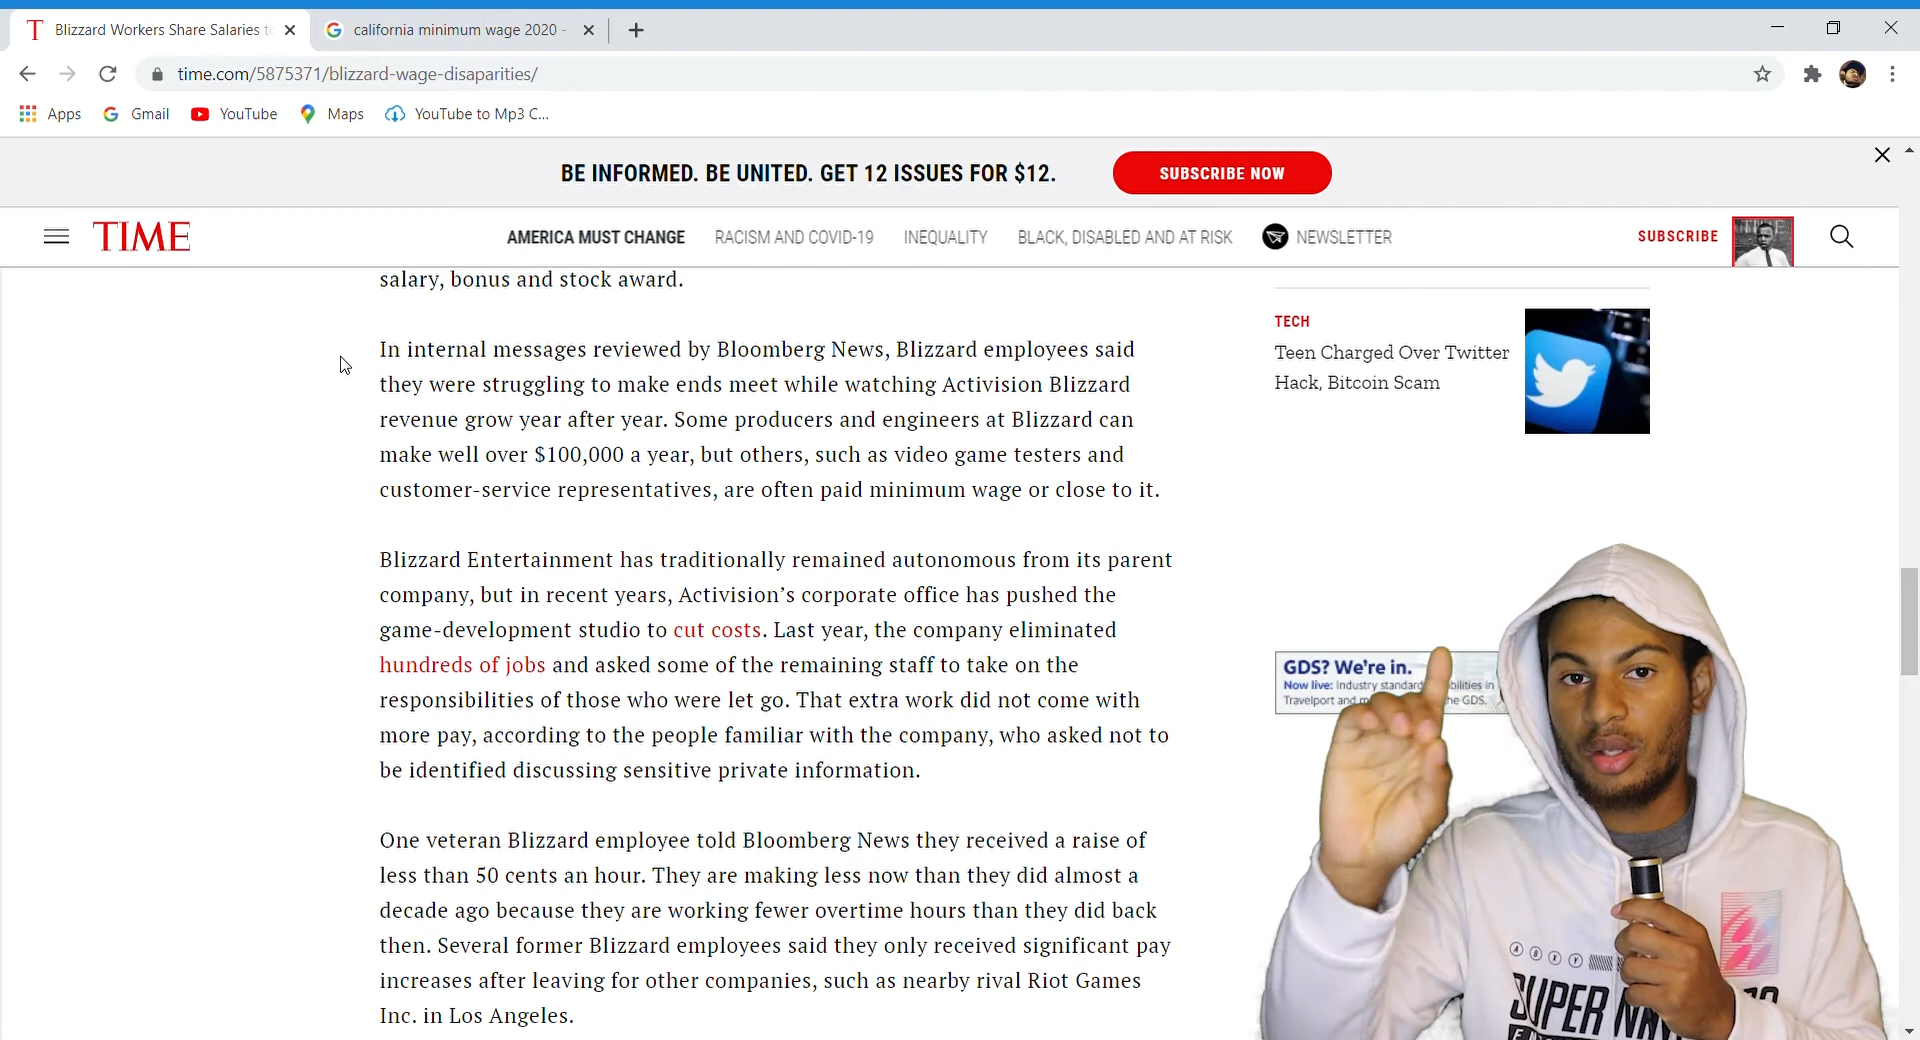 Blizzard Workers Share Salaries to
california minimum wage 2020 -
time.com/5875371/blizzard-wage-disparities/
Apps
Gmail
YouTube
Maps
YouTube to Mp3 C...
BE INFORMED. BE UNITED. GET 12 ISSUES FOR $12.
SUBSCRIBE NOW
TIME
AMERICA MUST CHANGE
RACISM AND COVID-19
INEQUALITY
BLACK, DISABLED AND AT RISK
NEWSLETTER
SUBSCRIBE
salary, bonus and stock award.
In internal messages reviewed by Bloomberg News, Blizzard employees said
they were struggling to make ends meet while watching Activision Blizzard
revenue grow year after year. Some producers and engineers at Blizzard can
make well over $100,000 a year, but others, such as video game testers and
customer-service representatives, are often paid minimum wage or close to it.
Blizzard Entertainment has traditionally remained autonomous from its parent
company, but in recent years, Activision’s corporate office has pushed the
game-development studio to cut costs. Last year, the company eliminated
hundreds of jobs and asked some of the remaining staff to take on the
responsibilities of those who were let go. That extra work did not come with
more pay, according to the people familiar with the company, who asked not to
be identified discussing sensitive private information.
One veteran Blizzard employee told Bloomberg News they received a raise of
less than 50 cents an hour. They are making less now than they did almost a
decade ago because they are working fewer overtime hours than they did back
then. Several former Blizzard employees said they only received significant pay
increases after leaving for other companies, such as nearby rival Riot Games
Inc. in Los Angeles.
TECH
Teen Charged Over Twitter
Hack, Bitcoin Scam
GDS? We're in.
Now live: Industry standard in
Travelport and GDS.
A B X Y
SUPER